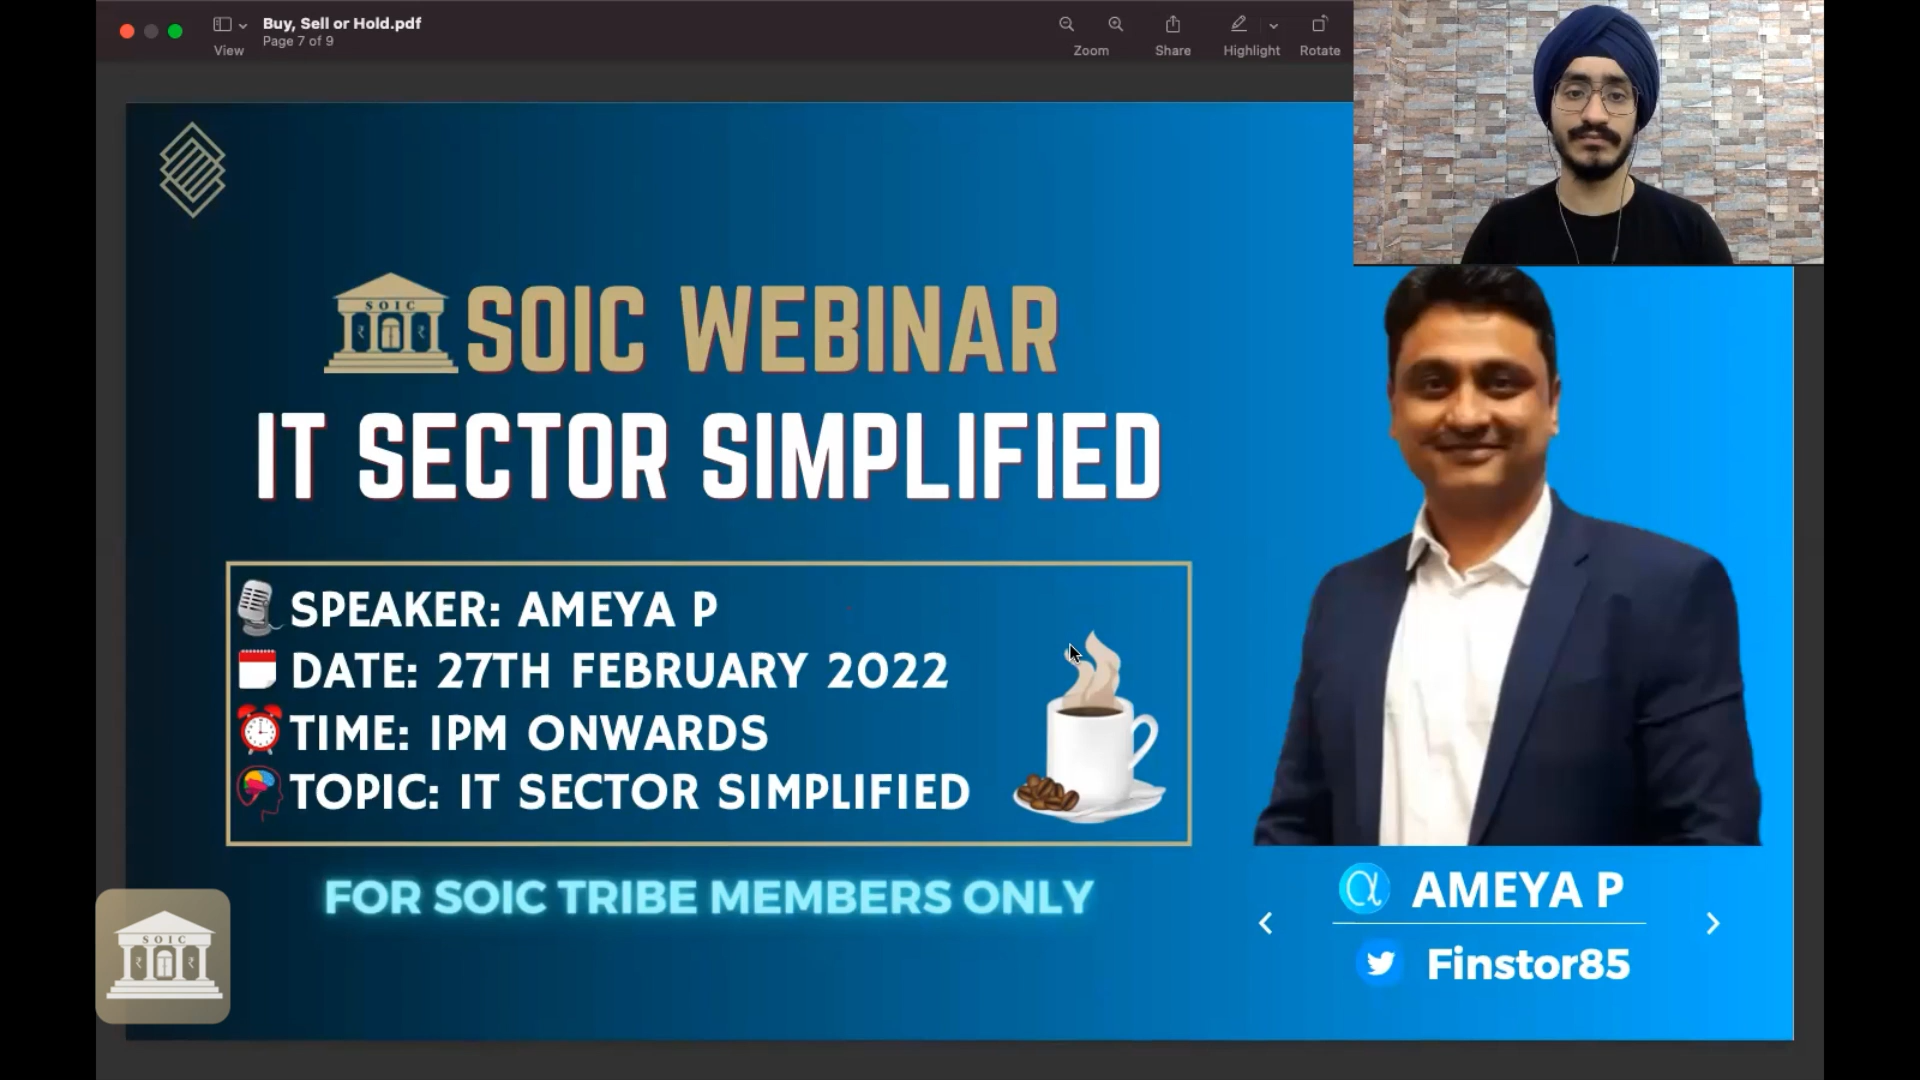 Buy, Sell or Hold.pdf
Page 7 of 9
View
Zoom
Share
Highlight
Rotate
SOIC
SOIC WEBINAR
IT SECTOR SIMPLIFIED
SPEAKER: AMEYA P
DATE: 27TH FEBRUARY 2022
TIME: 1PM ONWARDS
TOPIC: IT SECTOR SIMPLIFIED
FOR SOIC TRIBE MEMBERS ONLY
AMEYA P
Finstor85
SOIC